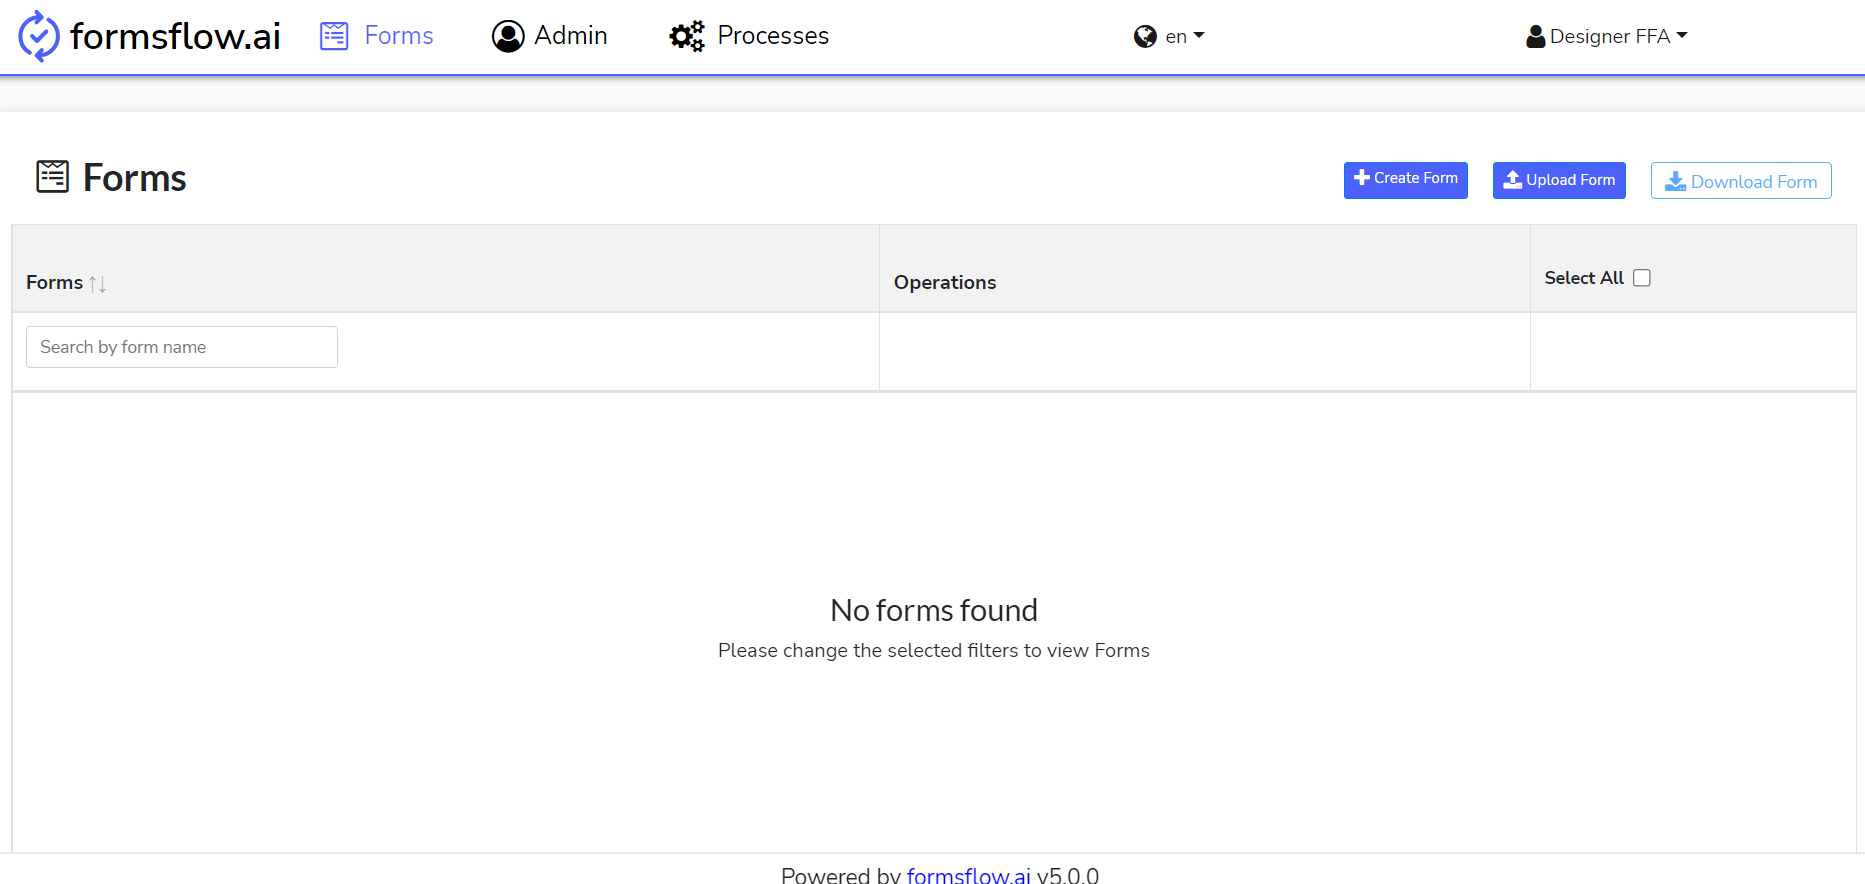 formsflow.ai Forms Admin Processes en Designer FFA
Forms Create Form Upload Form Download Form
Forms Operations Select All
Search by form name
No forms found
Please change the selected filters to view Forms
Powered by formsflow.ai v5.0.0